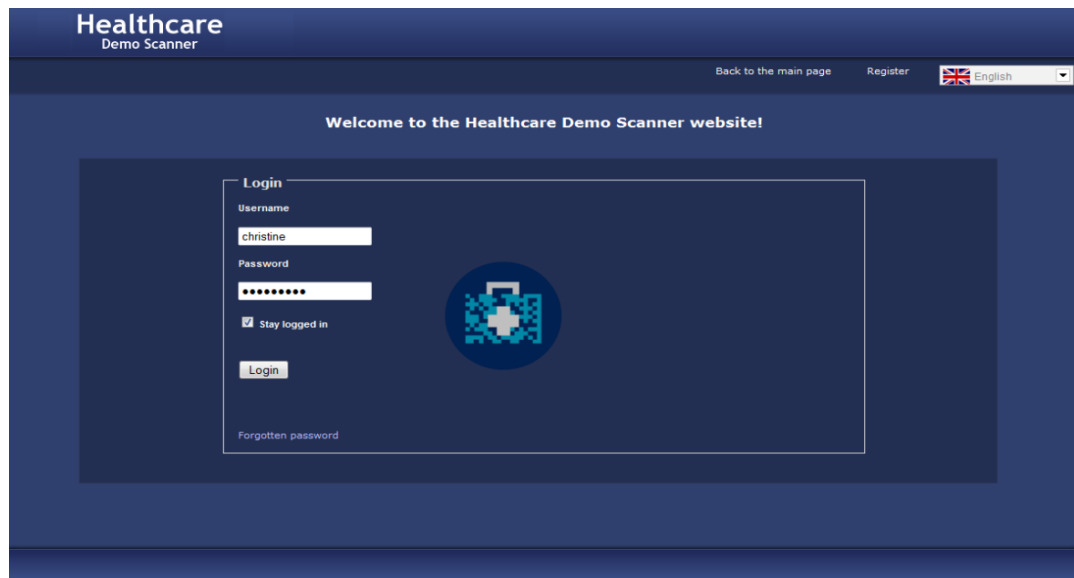 Healthcare
Demo Scanner
Back to the main page Register English
Welcome to the Healthcare Demo Scanner website!
Login
Username
christine
Password
•••••••••
Stay logged in
Login
Forgotten password